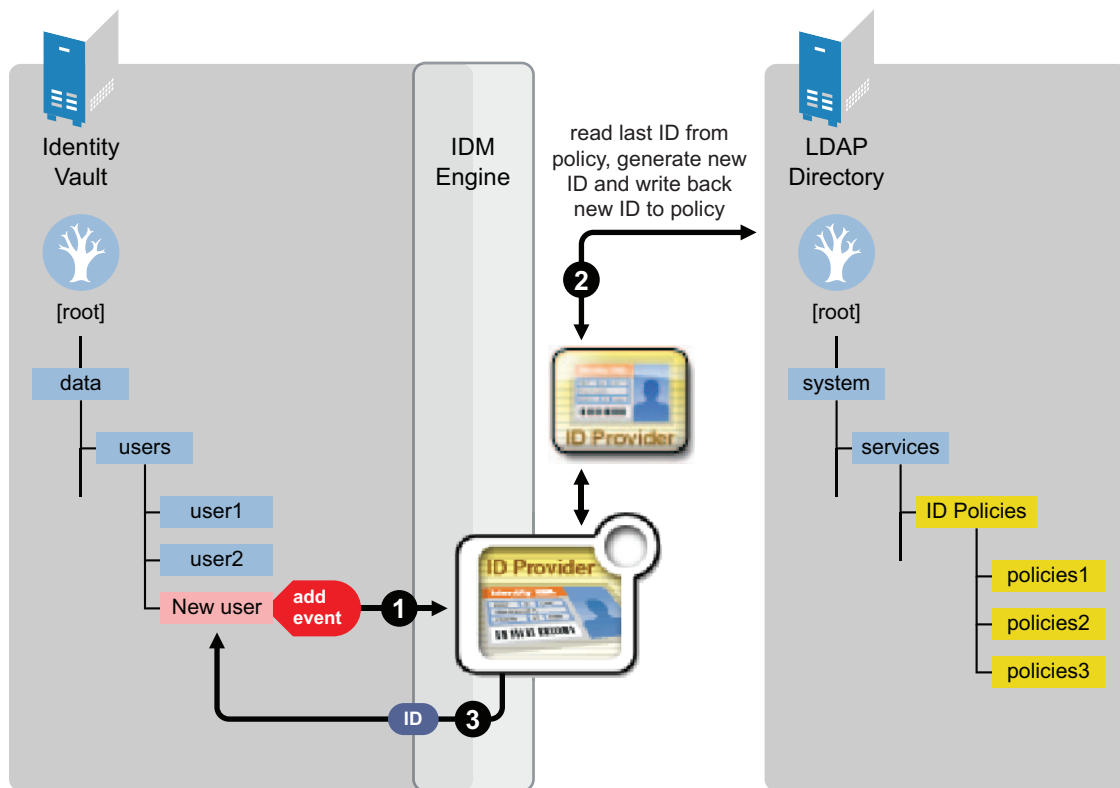 Identity
Vault
IDM
Engine
read last ID from
policy, generate new
ID and write back
new ID to policy
LDAP
Directory
[root]
data
users
user1
user2
New user
add
event
1
2
ID Provider
ID Provider
3
ID
[root]
system
services
ID Policies
policies1
policies2
policies3